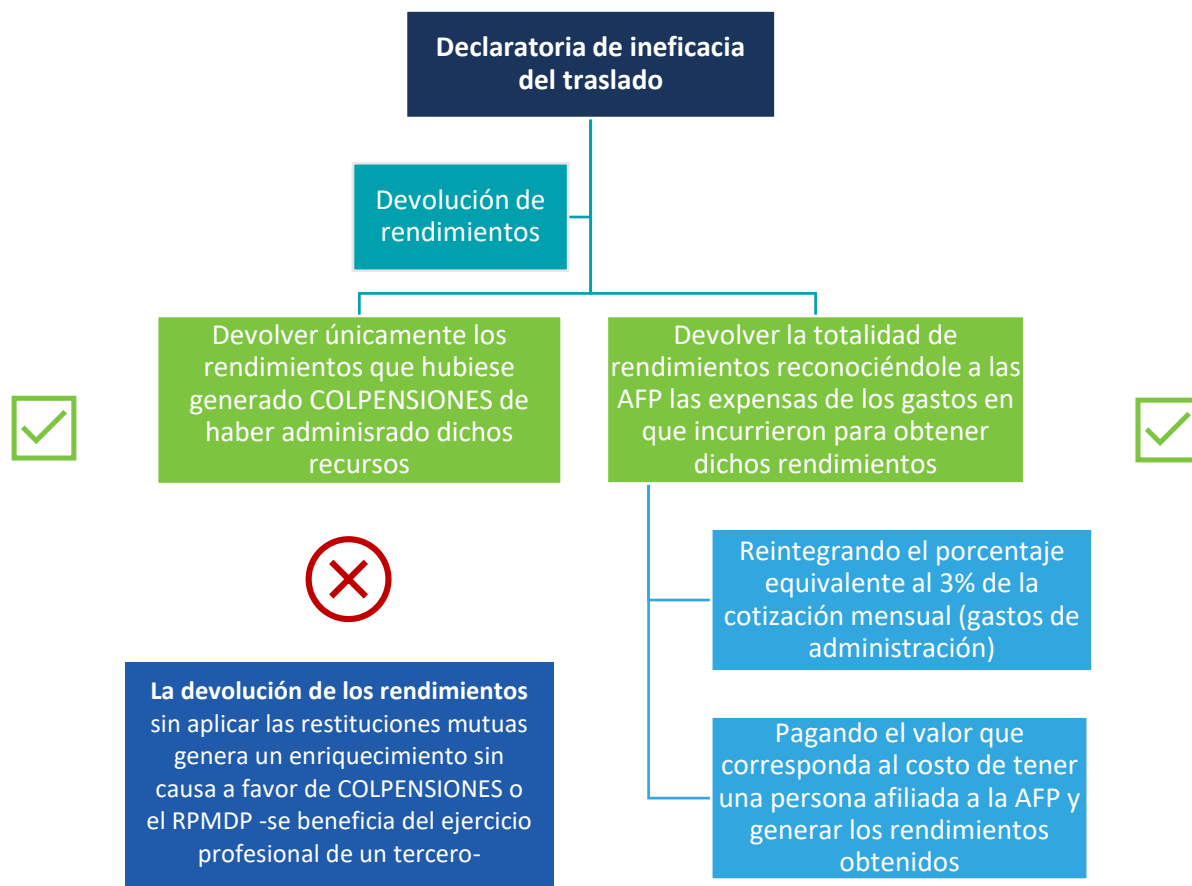 Declaratoria de ineficacia
del traslado
Devolución de
rendimientos
Devolver únicamente los
rendimientos que hubiese
generado COLPENSIONES de
haber adminisrado dichos
recursos
Devolver la totalidad de
rendimientos reconociéndole a las
AFP las expensas de los gastos en
que incurrieron para obtener
dichos rendimientos
Reintegrando el porcentaje
equivalente al 3% de la
cotización mensual (gastos de
administración)
La devolución de los rendimientos
sin aplicar las restituciones mutuas
genera un enriquecimiento sin
causa a favor de COLPENSIONES o
el RPMDP -se beneficia del ejercicio
profesional de un tercero-
Pagando el valor que
corresponda al costo de tener
una persona afiliada a la AFP y
generar los rendimientos
obtenidos